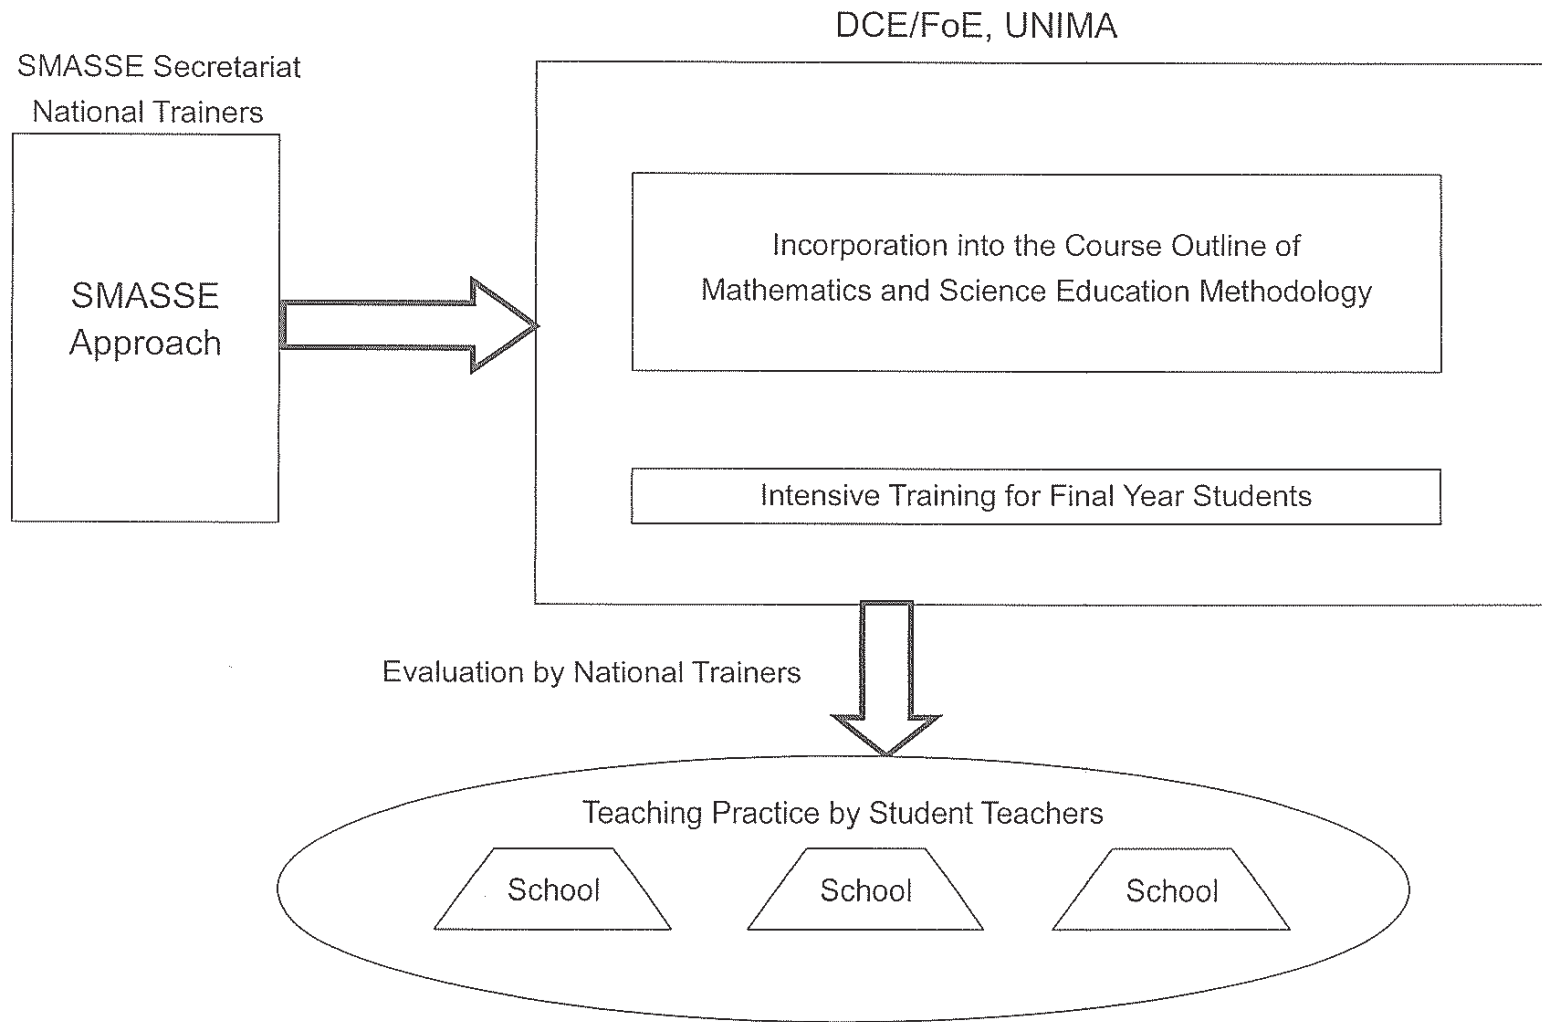 DCE/FoE, UNIMA
SMASSE Secretariat
National Trainers
SMASSE
Approach
Incorporation into the Course Outline of
Mathematics and Science Education Methodology
Intensive Training for Final Year Students
Evaluation by National Trainers
Teaching Practice by Student Teachers
School
School
School